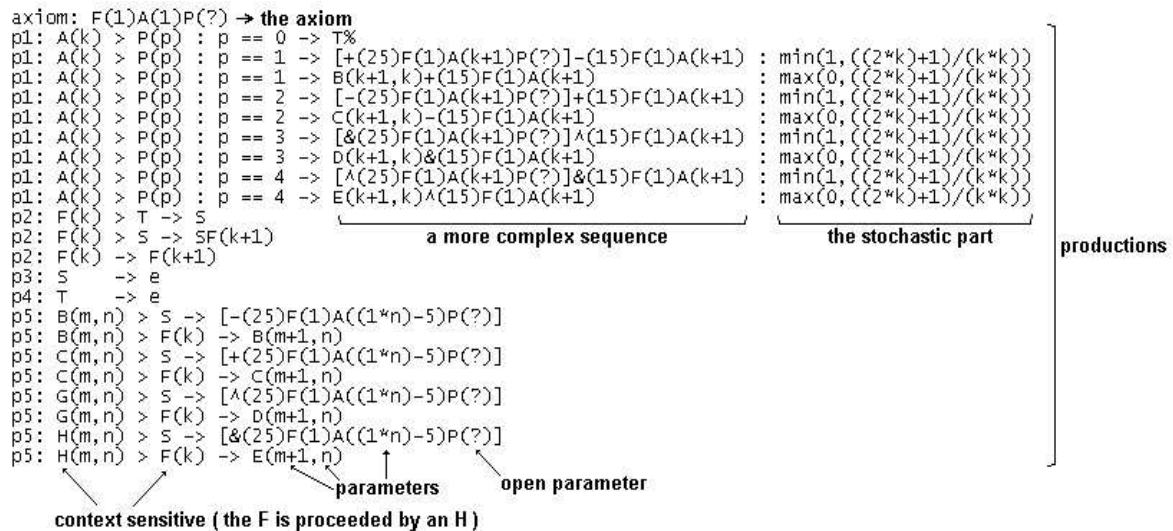 axiom: F(1)A(1)P(?) → the axiom
p1: A(k) > P(p) : p == 0 -> T%
p1: A(k) > P(p) : p == 1 -> [+(25)F(1)A(k+1)P(?)]-(15)F(1)A(k+1) : min(1,((2*k)+1)/(k*k))
p1: A(k) > P(p) : p == 1 -> B(k+1,k)+(15)F(1)A(k+1) : max(0,((2*k)+1)/(k*k))
p1: A(k) > P(p) : p == 2 -> [-(25)F(1)A(k+1)P(?)]+(15)F(1)A(k+1) : min(1,((2*k)+1)/(k*k))
p1: A(k) > P(p) : p == 2 -> C(k+1,k)-(15)F(1)A(k+1) : max(0,((2*k)+1)/(k*k))
p1: A(k) > P(p) : p == 3 -> [&(25)F(1)A(k+1)P(?)]^(15)F(1)A(k+1) : min(1,((2*k)+1)/(k*k))
p1: A(k) > P(p) : p == 3 -> D(k+1,k)&(15)F(1)A(k+1) : max(0,((2*k)+1)/(k*k))
p1: A(k) > P(p) : p == 4 -> [^(25)F(1)A(k+1)P(?)]&(15)F(1)A(k+1) : min(1,((2*k)+1)/(k*k))
p1: A(k) > P(p) : p == 4 -> E(k+1,k)^(15)F(1)A(k+1) : max(0,((2*k)+1)/(k*k))
p2: F(k) > T -> S
p2: F(k) > S -> SF(k+1)
a more complex sequence
the stochastic part
productions
p2: F(k) -> F(k+1)
p3: S -> e
p4: T -> e
p5: B(m,n) > S -> [-(25)F(1)A((1*n)-5)P(?)]
p5: B(m,n) > F(k) -> B(m+1,n)
p5: C(m,n) > S -> [+(25)F(1)A((1*n)-5)P(?)]
p5: C(m,n) > F(k) -> C(m+1,n)
p5: G(m,n) > S -> [^(25)F(1)A((1*n)-5)P(?)]
p5: G(m,n) > F(k) -> D(m+1,n)
p5: H(m,n) > S -> [&(25)F(1)A((1*n)-5)P(?)]
p5: H(m,n) > F(k) -> E(m+1,n)
parameters
open parameter
context sensitive ( the F is proceeded by an H )